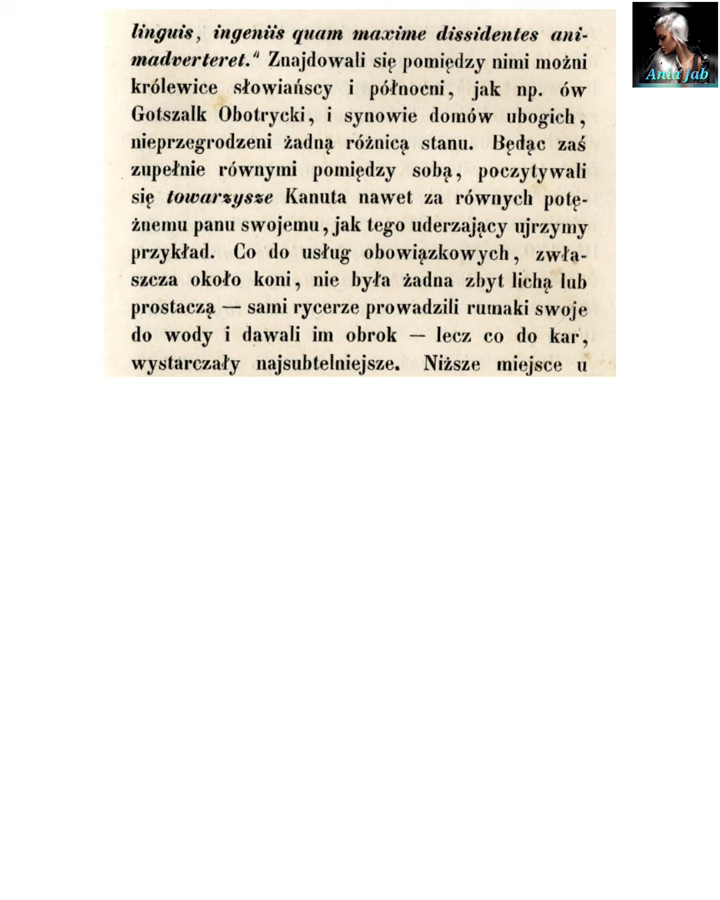 linguis, ingeniis quam maxime dissidentes ani-
madverteret." Znajdowali się pomiędzy nimi możni
królewice słowiańscy i północni, jak np. ów
Gotszalk Obotrycki, i synowie domów ubogich,
nieprzegrodzeni żadną różnicą stanu. Będąc zaś
zupełnie równymi pomiędzy sobą, poczytywali
się towarzysze Kanuta nawet za równych potę-
żnemu panu swojemu, jak tego uderzający ujrzymy
przykład. Co do usług obowiązkowych, zwła-
szcza około koni, nie była żadna zbyt lichą lub
prostaczą — sami rycerze prowadzili rumaki swoje
do wody i dawali im obrok — lecz co do kar,
wystarczały najsubtelniejsze. Niższe miejsce u
Ania jab